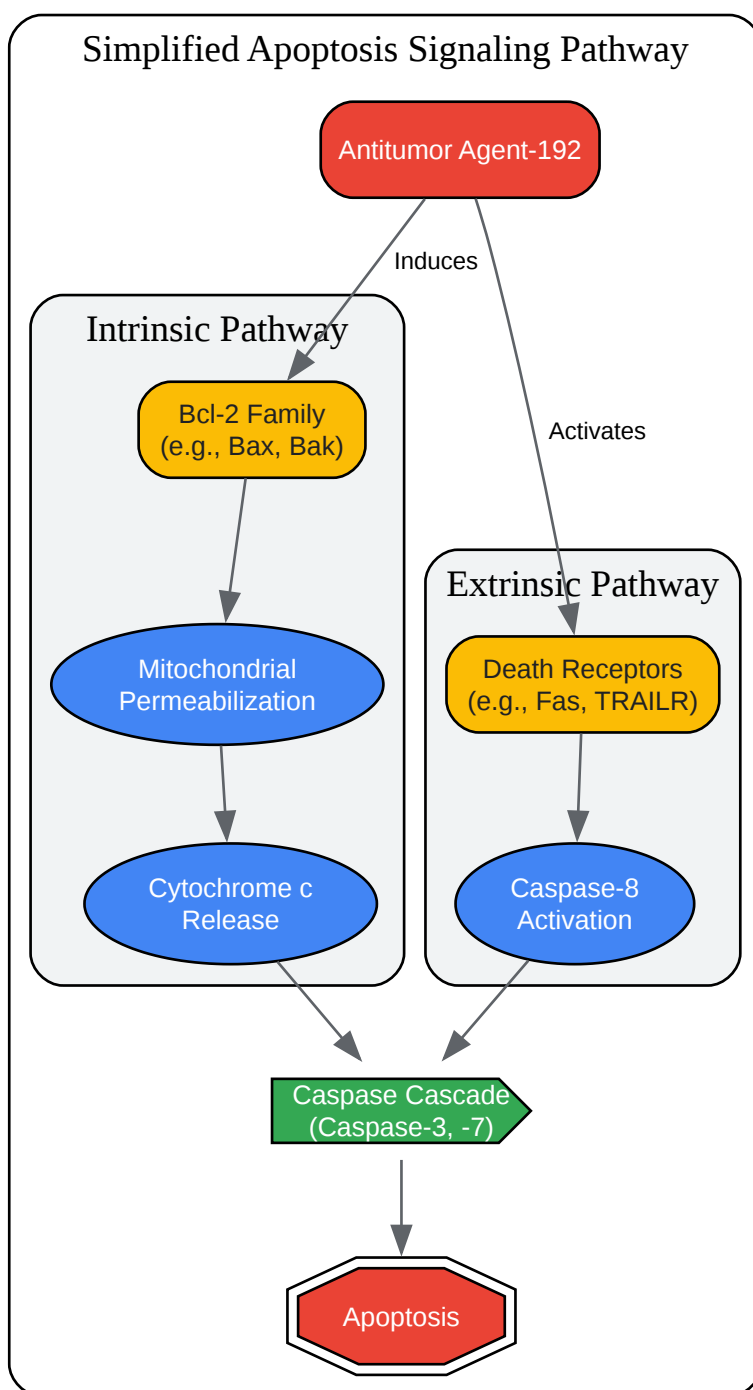 Simplified Apoptosis Signaling Pathway
Antitumor Agent-192
Induces
Intrinsic Pathway
Bcl-2 Family
(e.g., Bax, Bak)
Activates
Extrinsic Pathway
Mitochondrial
Permeabilization
Death Receptors
(e.g., Fas, TRAILR)
Cytochrome c
Release
Caspase-8
Activation
Caspase Cascade
(Caspase-3, -7)
Apoptosis